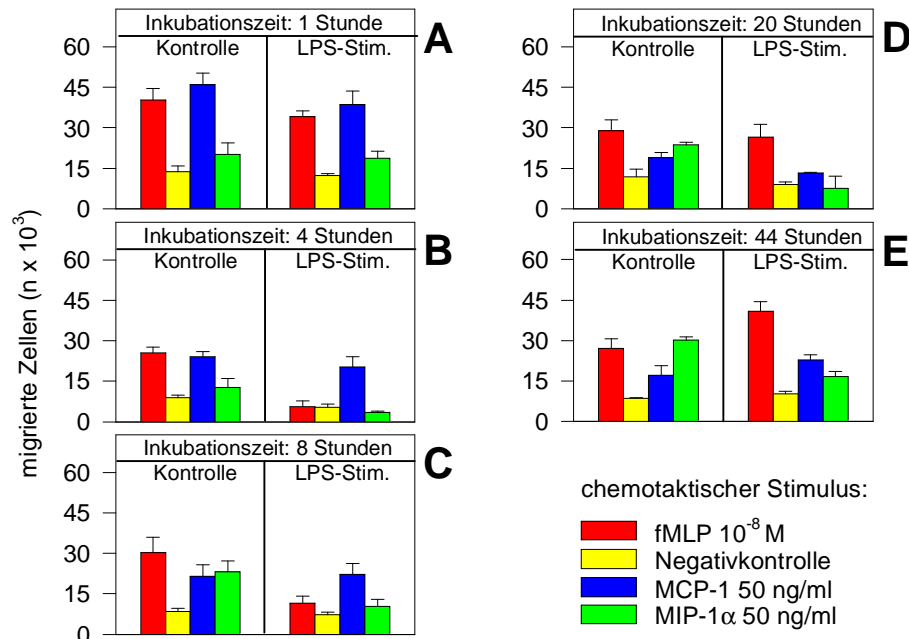 migrierte Zellen (n x 10³)
Inkubationszeit: 1 Stunde
A
Kontrolle
LPS-Stim.
60
45
30
15
0
Inkubationszeit: 4 Stunden
B
Kontrolle
LPS-Stim.
60
45
30
15
0
Inkubationszeit: 8 Stunden
C
Kontrolle
LPS-Stim.
60
45
30
15
0
Inkubationszeit: 20 Stunden
D
Kontrolle
LPS-Stim.
60
45
30
15
0
Inkubationszeit: 44 Stunden
E
Kontrolle
LPS-Stim.
60
45
30
15
0
chemotaktischer Stimulus:
fMLP 10⁻⁸ M
Negativkontrolle
MCP-1 50 ng/ml
MIP-1α 50 ng/ml